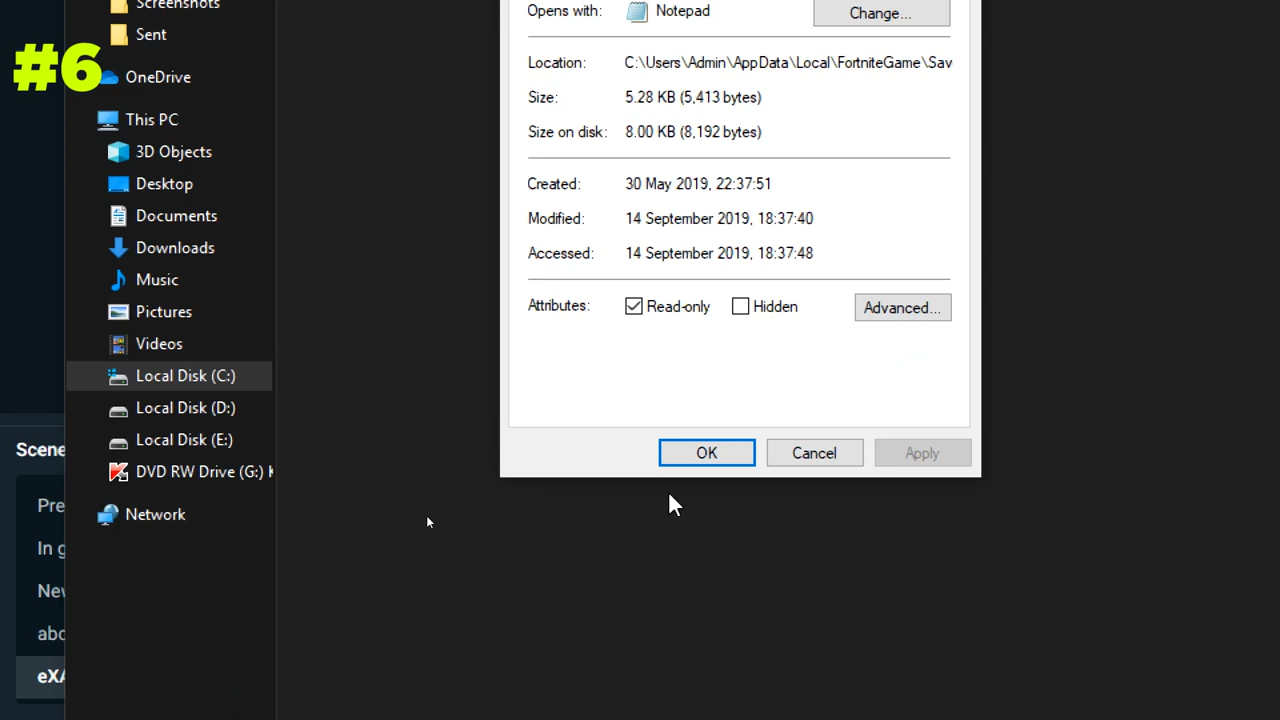 Screenshots
Sent
#6
OneDrive
This PC
3D Objects
Desktop
Documents
Downloads
Music
Pictures
Videos
Local Disk (C:)
Local Disk (D:)
Local Disk (E:)
DVD RW Drive (G:) K
Network
Scene
Pre
In g
New
abo
eXA
Opens with: Notepad
Change...
Location: C:\Users\Admin\AppData\Local\FortniteGame\Sav
Size: 5.28 KB (5,413 bytes)
Size on disk: 8.00 KB (8,192 bytes)
Created: 30 May 2019, 22:37:51
Modified: 14 September 2019, 18:37:40
Accessed: 14 September 2019, 18:37:48
Attributes: Read-only Hidden Advanced...
OK Cancel Apply